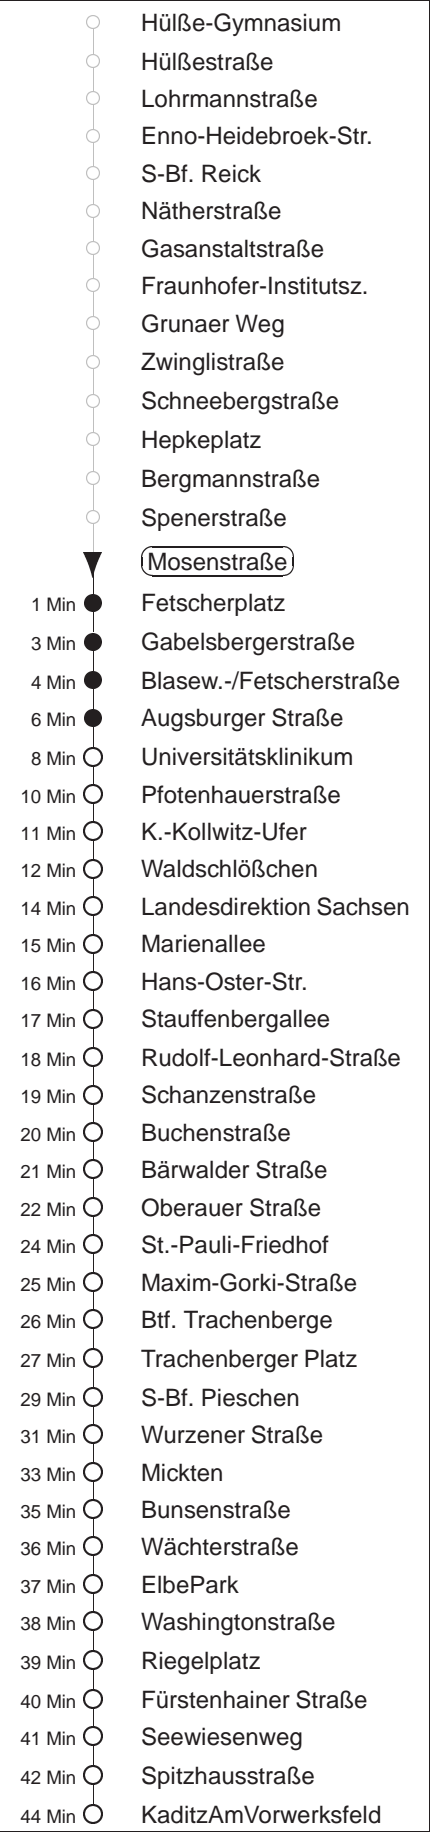 Hülße-Gymnasium
Hülßestraße
Lohrmannstraße
Enno-Heidebroek-Str.
S-Bf. Reick
Nätherstraße
Gasanstaltstraße
Fraunhofer-Institutsz.
Grunaer Weg
Zwinglistraße
Schneebergstraße
Hepkeplatz
Bergmannstraße
Spenerstraße
Mosenstraße
1 Min Fetscherplatz
3 Min Gabelsbergerstraße
4 Min Blasew.-/Fetscherstraße
6 Min Augsburger Straße
8 Min Universitätsklinikum
10 Min Pfotenhauerstraße
11 Min K.-Kollwitz-Ufer
12 Min Waldschlößchen
14 Min Landesdirektion Sachsen
15 Min Marienallee
16 Min Hans-Oster-Str.
17 Min Stauffenbergallee
18 Min Rudolf-Leonhard-Straße
19 Min Schanzenstraße
20 Min Buchenstraße
21 Min Bärwalder Straße
22 Min Oberauer Straße
24 Min St.-Pauli-Friedhof
25 Min Maxim-Gorki-Straße
26 Min Btf. Trachenberge
27 Min Trachenberger Platz
29 Min S-Bf. Pieschen
31 Min Wurzener Straße
33 Min Mickten
35 Min Bunsenstraße
36 Min Wächterstraße
37 Min ElbePark
38 Min Washingtonstraße
39 Min Riegelplatz
40 Min Fürstenhainer Straße
41 Min Seewiesenweg
42 Min Spitzhausstraße
44 Min KaditzAmVorwerksfeld